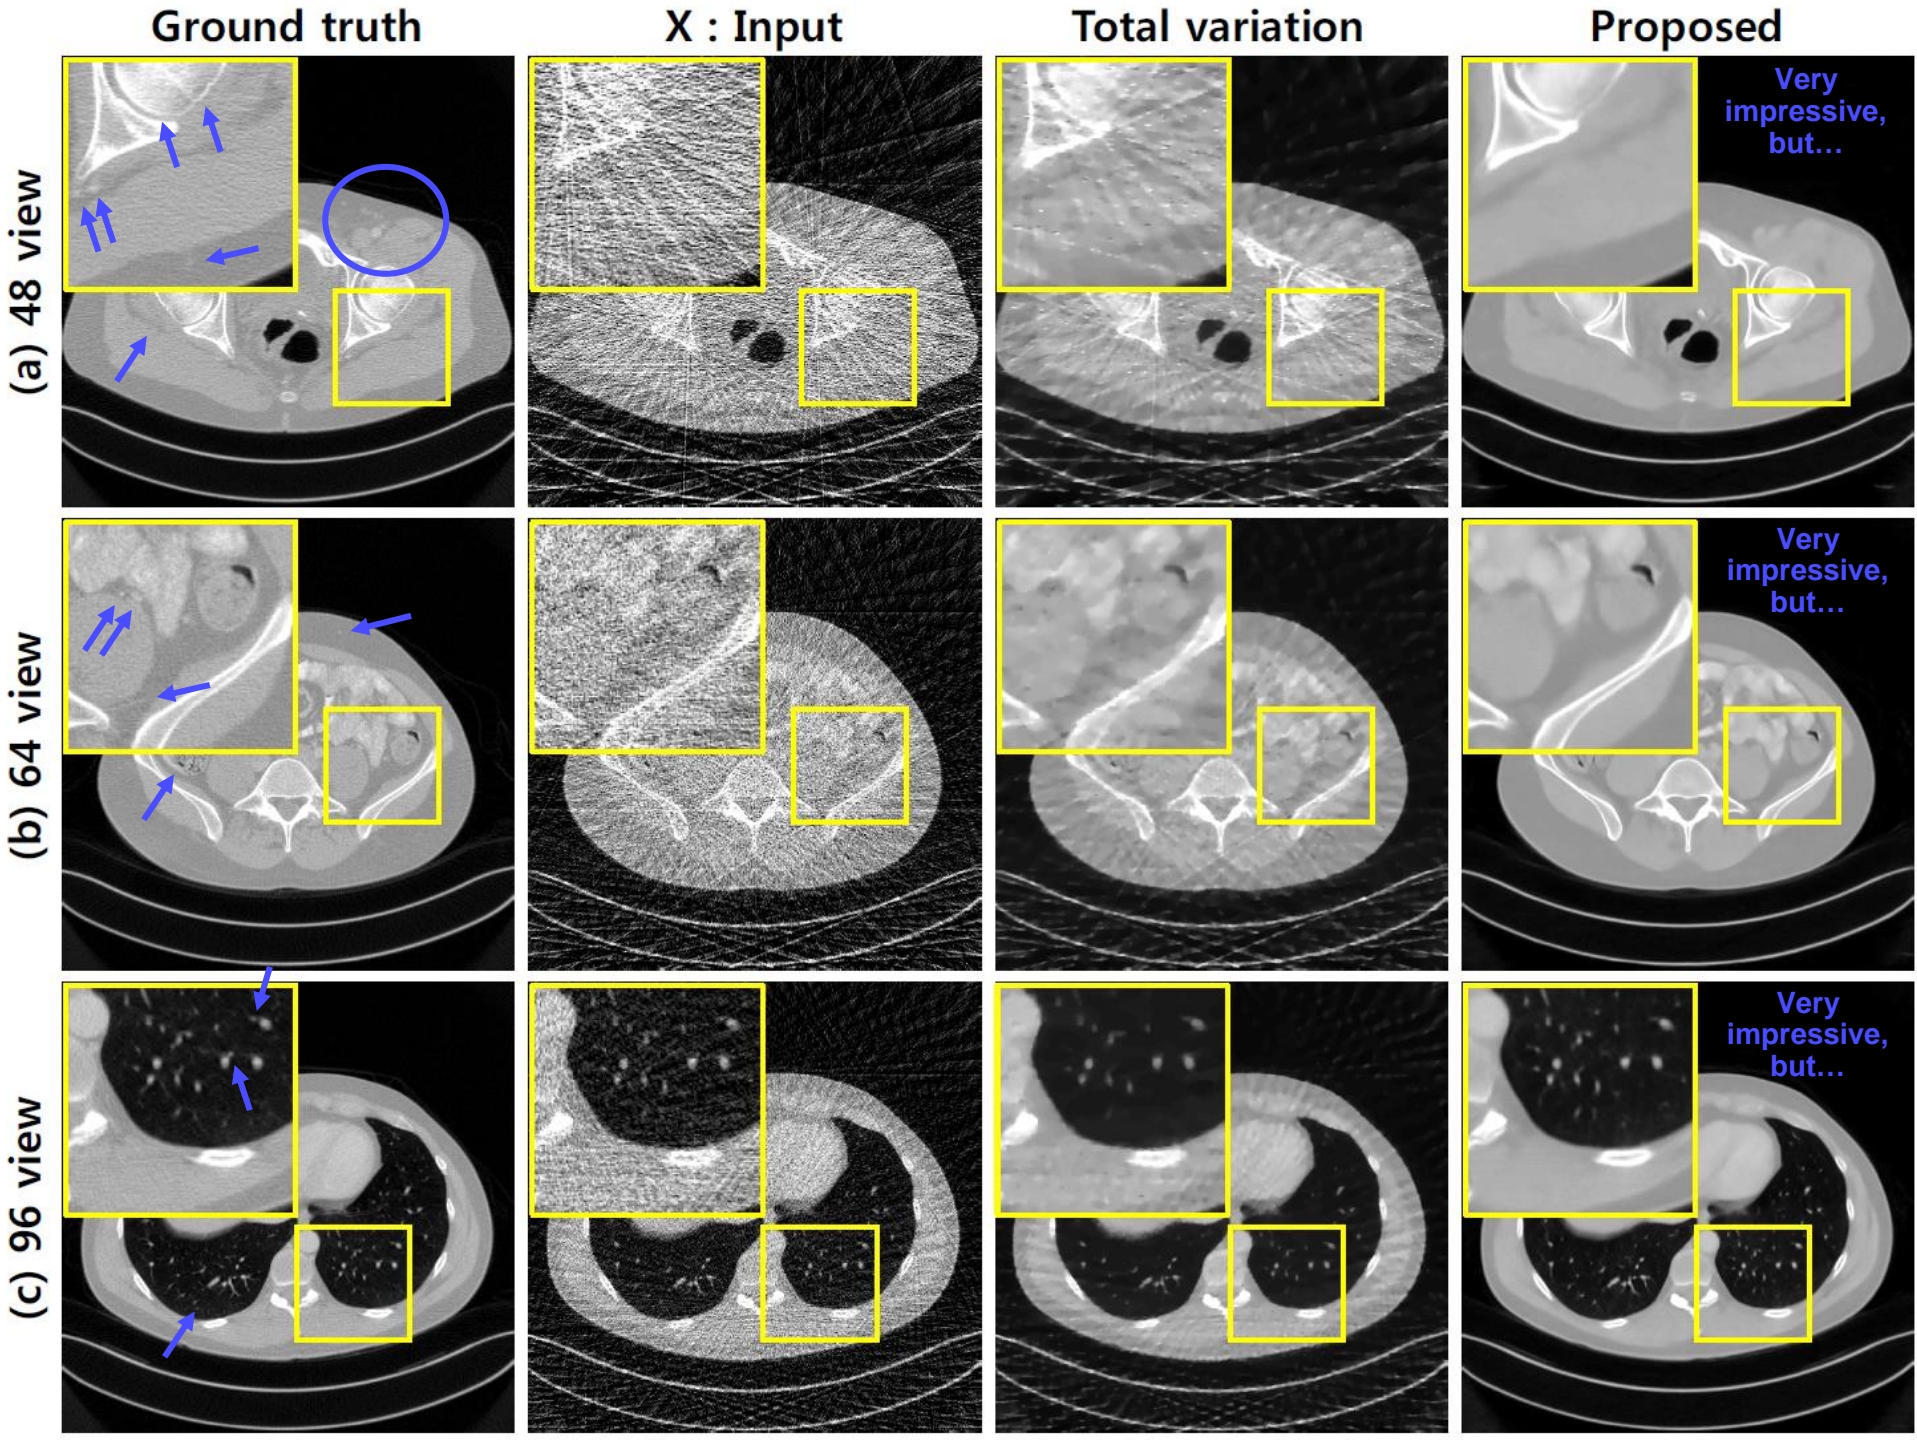 Ground truth
X : Input
Total variation
Proposed
(a) 48 view
Very
impressive,
but...
(b) 64 view
Very
impressive,
but...
(c) 96 view
Very
impressive,
but...